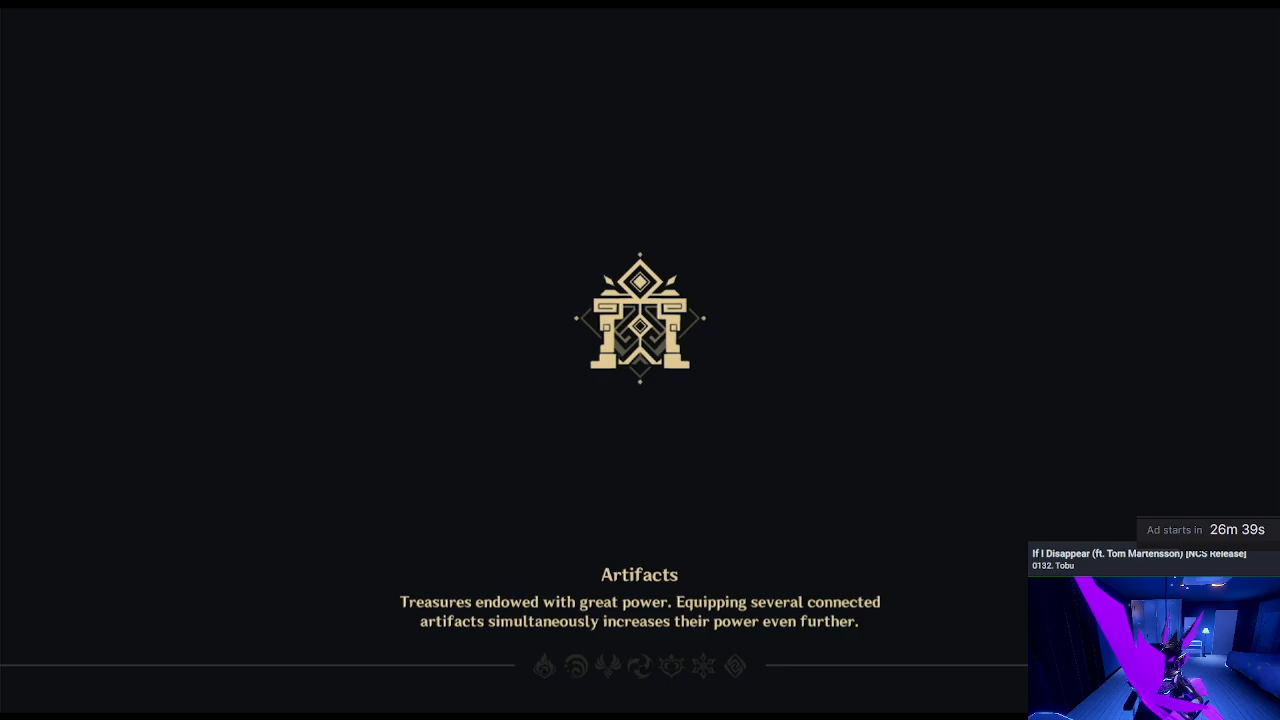 Ad starts in 26m 39s
If I Disappear (ft. Tom Martensson) [NCS Release]
0132. Tobu
Artifacts
Treasures endowed with great power. Equipping several connected
artifacts simultaneously increases their power even further.